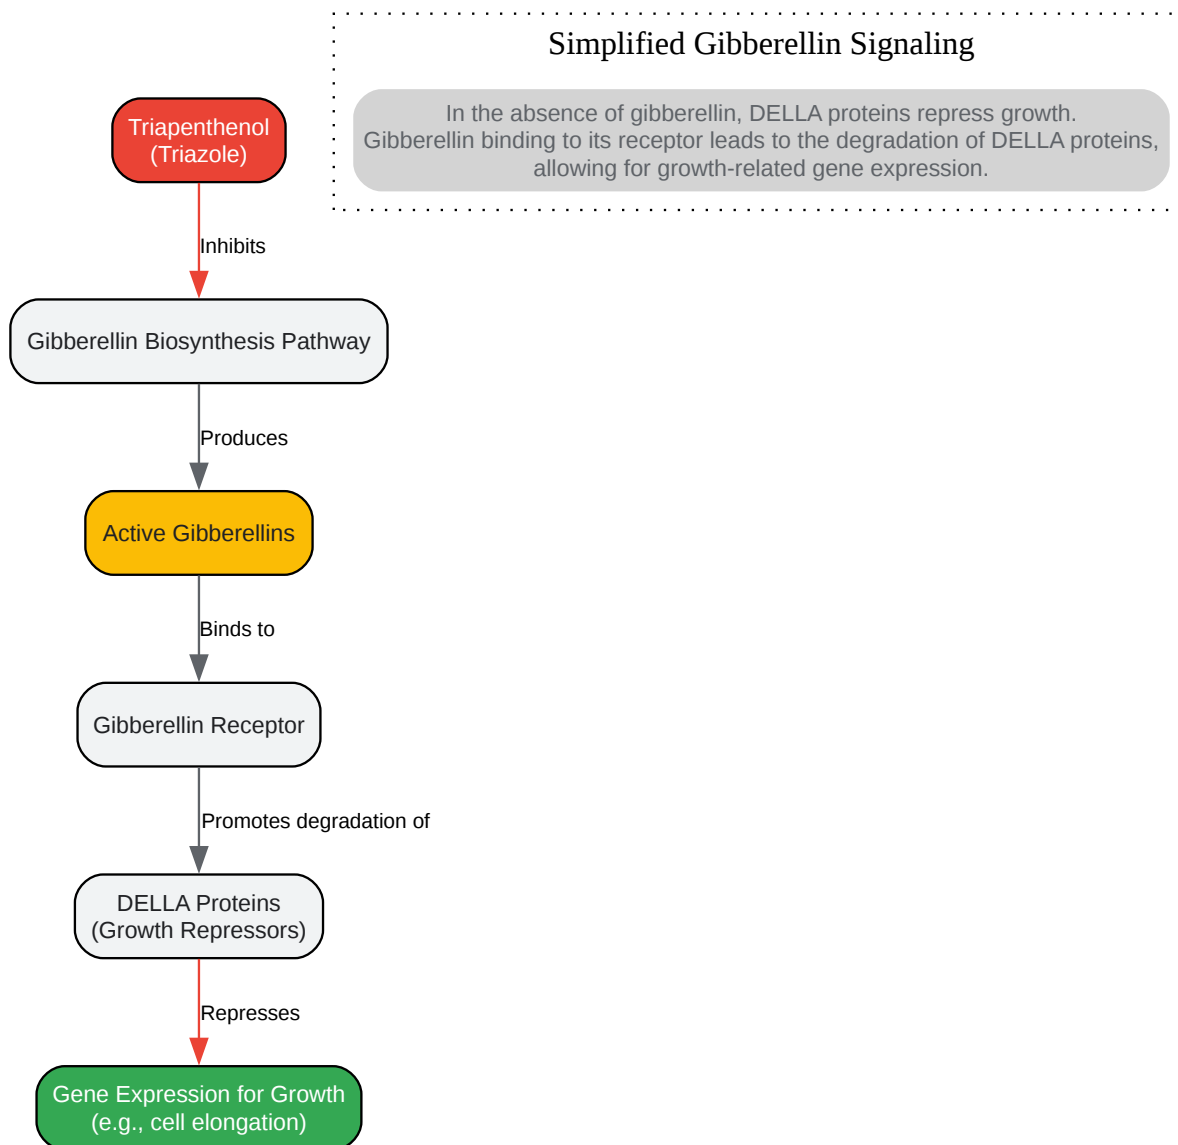 Simplified Gibberellin Signaling
In the absence of gibberellin, DELLA proteins repress growth.
Gibberellin binding to its receptor leads to the degradation of DELLA proteins,
allowing for growth-related gene expression.
Triapenthenol
(Triazole)
Inhibits
Gibberellin Biosynthesis Pathway
Produces
Active Gibberellins
Binds to
Gibberellin Receptor
Promotes degradation of
DELLA Proteins
(Growth Repressors)
Represses
Gene Expression for Growth
(e.g., cell elongation)